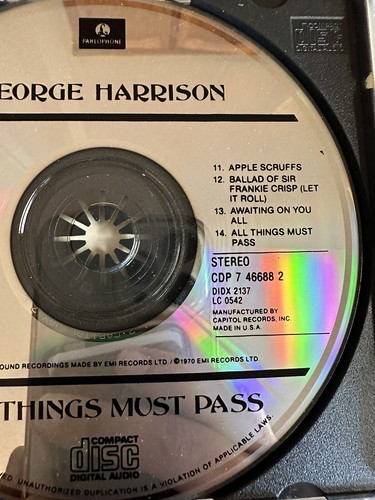 PARLOPHONE
EORGE HARRISON
11. APPLE SCRUFFS
12. BALLAD OF SIR
FRANKIE CRISP (LET
IT ROLL)
13. AWAITING ON YOU
ALL
14. ALL THINGS MUST
PASS
STEREO
CDP 7 46688 2
DIDX 2137
LC 0542
MANUFACTURED BY
CAPITOL RECORDS, INC.
MADE IN U.S.A.
OUND RECORDINGS MADE BY EMI RECORDS LTD. / ©1970 EMI RECORDS LTD.
THINGS MUST PASS
COMPACT
disc
DIGITAL AUDIO
VED. UNAUTHORIZED DUPLICATION IS A VIOLATION OF APPLICABLE LAWS.